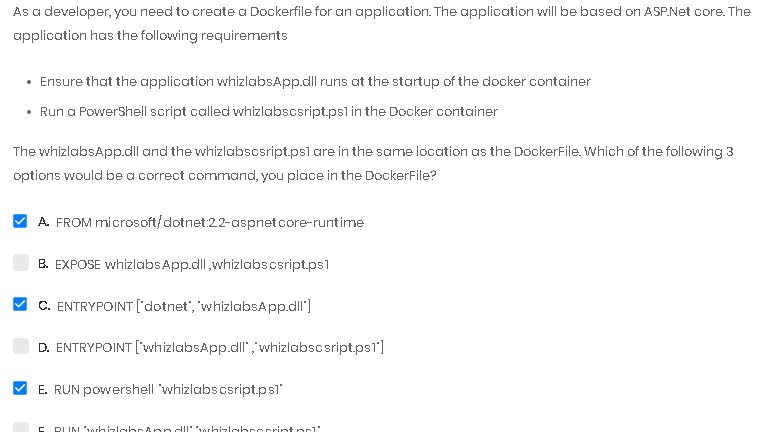 As a developer, you need to create a Dockerfile for an application. The application will be based on ASP.Net core. The
application has the following requirements
• Ensure that the application whizlabsApp.dll runs at the startup of the docker container
• Run a PowerShell script called whizlabscsript.ps1 in the Docker container
The whizlabsApp.dll and the whizlabscsript.ps1 are in the same location as the DockerFile. Which of the following 3
options would be a correct command, you place in the DockerFile?
A. FROM microsoft/dotnet:2.2-aspnetcore-runtime
B. EXPOSE whizlabsApp.dll ,whizlabscsript.ps1
C. ENTRYPOINT ["dotnet", "whizlabsApp.dll"]
D. ENTRYPOINT ["whizlabsApp.dll" ,"whizlabscsript.ps1"]
E. RUN powershell "whizlabscsript.ps1"
F. RUN "whizlabsApp.dll" "whizlabscsript.ps1"